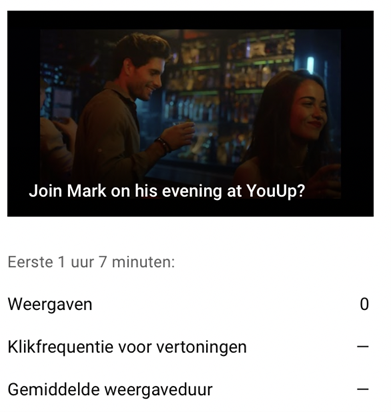 Join Mark on his evening at YouUp?
Eerste 1 uur 7 minuten:
Weergaven 0
Klikfrequentie voor vertoningen —
Gemiddelde weergaveduur —